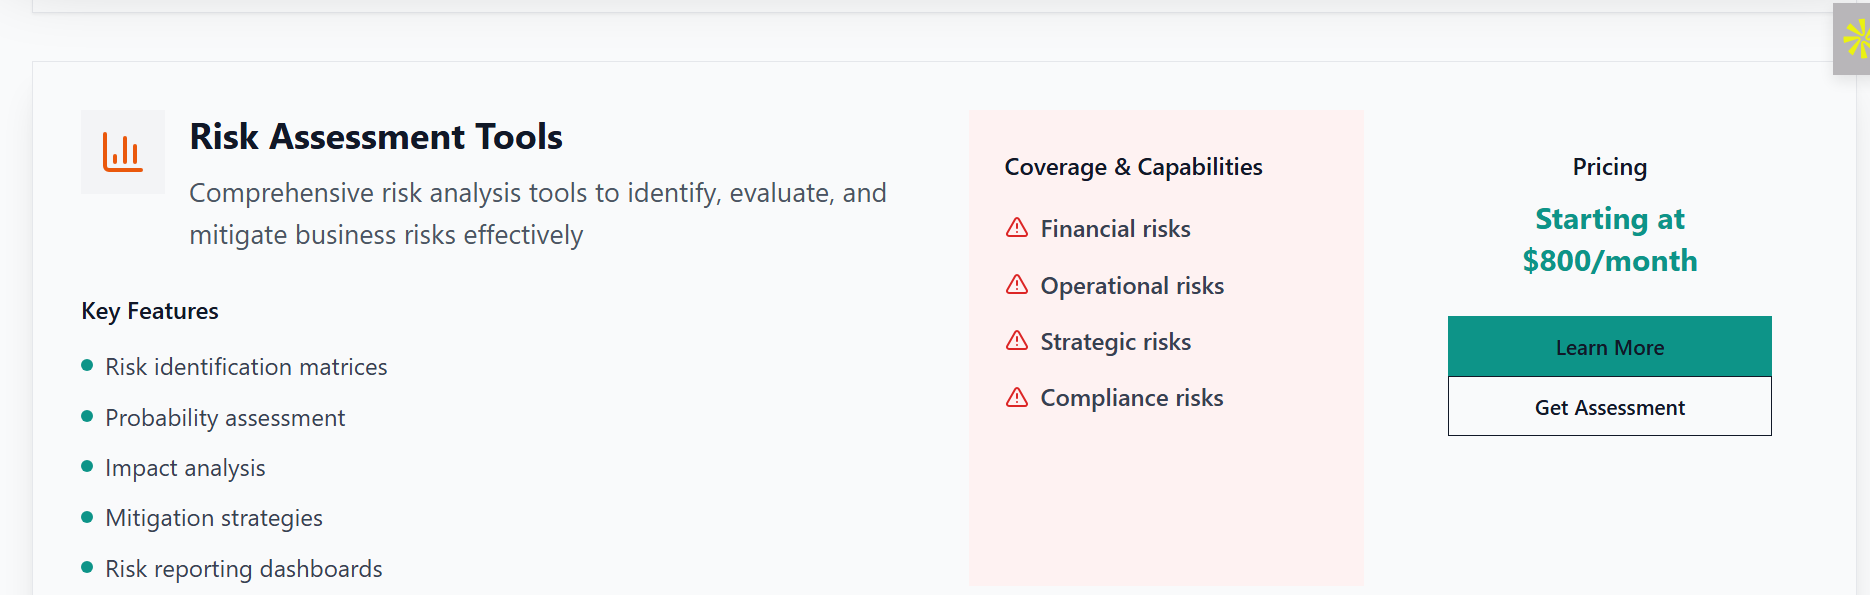 Risk Assessment Tools
Comprehensive risk analysis tools to identify, evaluate, and
mitigate business risks effectively
Key Features
Risk identification matrices
Probability assessment
Impact analysis
Mitigation strategies
Risk reporting dashboards
Coverage & Capabilities
Financial risks
Operational risks
Strategic risks
Compliance risks
Pricing
Starting at
$800/month
Learn More
Get Assessment